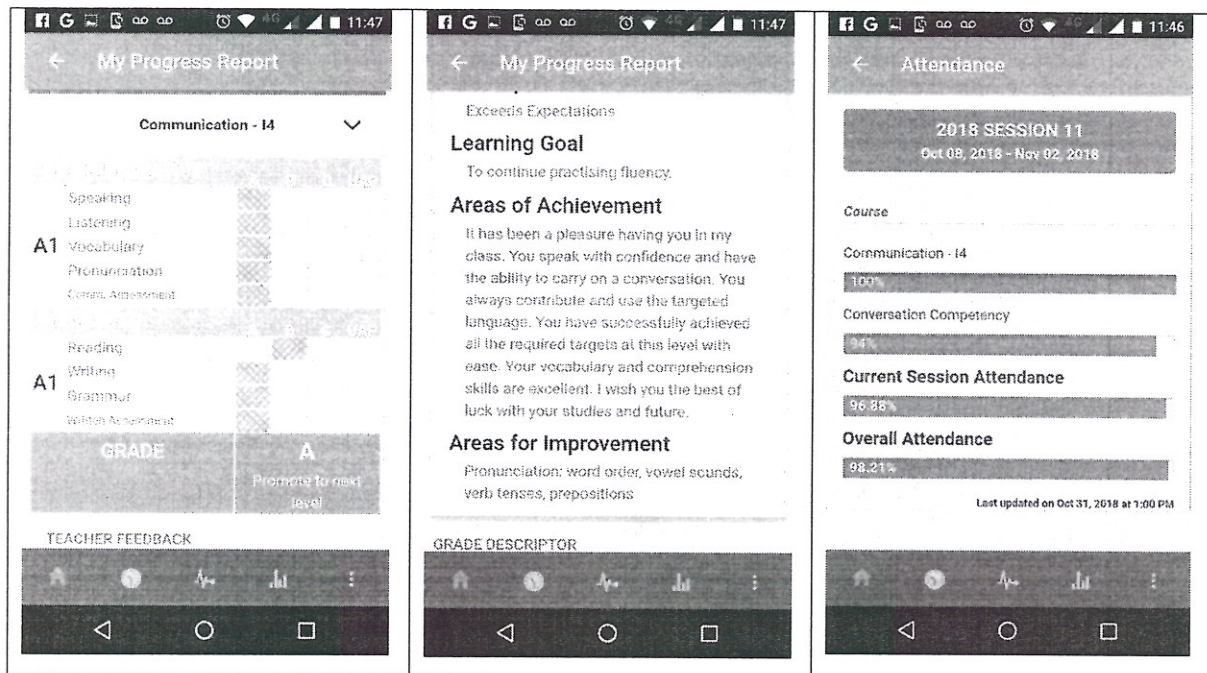 11:47
My Progress Report
Communication - I4
Speaking
Listening
A1 Vocabulary
Pronunciation
Comm. Assessment
Reading
A1 Writing
Grammar
Written Assessment
GRADE A
Promote to next
level
TEACHER FEEDBACK
11:47
My Progress Report
Exceeds Expectations
Learning Goal
To continue practising fluency.
Areas of Achievement
It has been a pleasure having you in my
class. You speak with confidence and have
the ability to carry on a conversation. You
always contribute and use the targeted
language. You have successfully achieved
all the required targets at this level with
ease. Your vocabulary and comprehension
skills are excellent. I wish you the best of
luck with your studies and future.
Areas for Improvement
Pronunciation: word order, vowel sounds,
verb tenses, prepositions
GRADE DESCRIPTOR
4G 11:46
Attendance
2018 SESSION 11
Oct 08, 2018 - Nov 02, 2018
Course
Communication - I4
100%
Conversation Competency
94%
Current Session Attendance
96.88%
Overall Attendance
98.21%
Last updated on Oct 31, 2018 at 1:00 PM